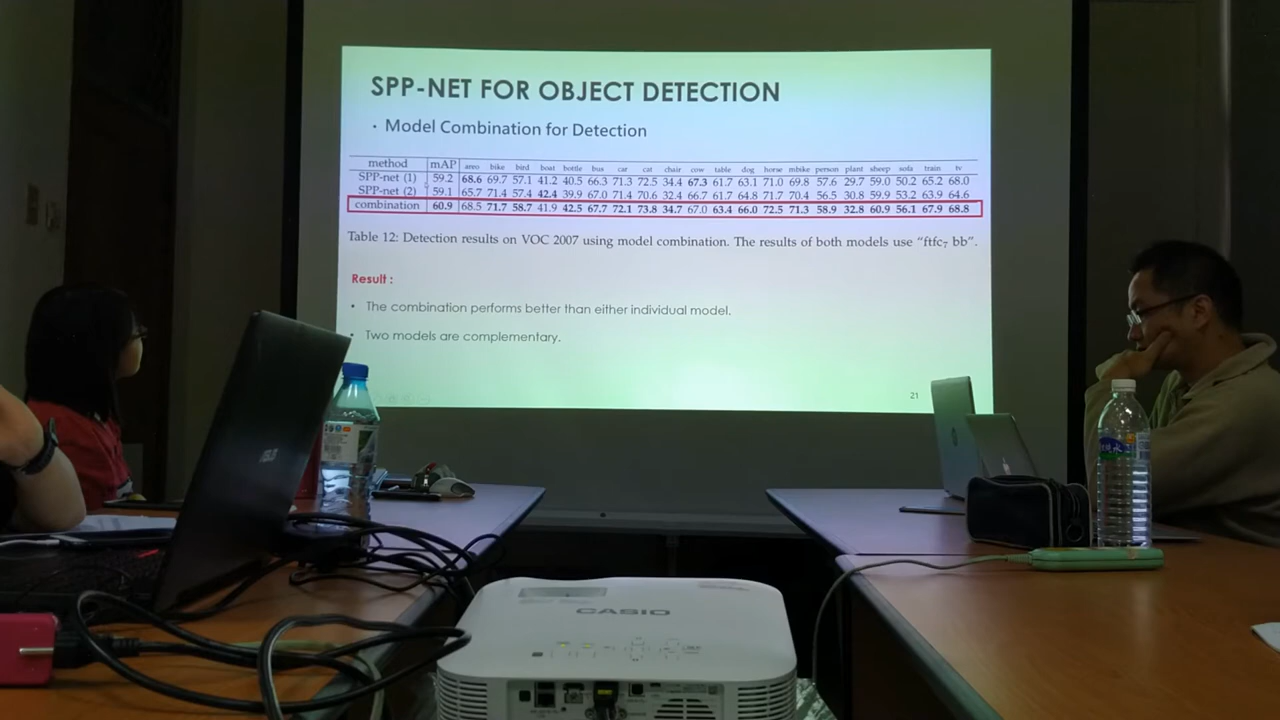 SPP-NET FOR OBJECT DETECTION
• Model Combination for Detection
method mAP areo bike bird boat bottle bus car cat chair cow table dog horse mbike person plant sheep sofa train tv
SPP-net (1) 59.2 68.6 69.7 57.1 41.2 40.5 66.3 71.3 72.5 34.4 67.3 61.7 63.1 71.0 69.8 57.6 29.7 59.0 50.2 65.2 68.0
SPP-net (2) 59.1 65.7 71.4 57.4 42.4 39.9 67.0 71.4 70.6 32.4 66.7 61.7 64.8 71.7 70.4 56.5 30.8 59.9 53.2 63.9 64.6
combination 60.9 68.5 71.7 58.7 41.9 42.5 67.7 72.1 73.8 34.7 67.0 63.4 66.0 72.5 71.3 58.9 32.8 60.9 56.1 67.9 68.8
Table 12: Detection results on VOC 2007 using model combination. The results of both models use “ftfc7 bb”.
Result :
• The combination performs better than either individual model.
• Two models are complementary.
21
ASUS
CASIO